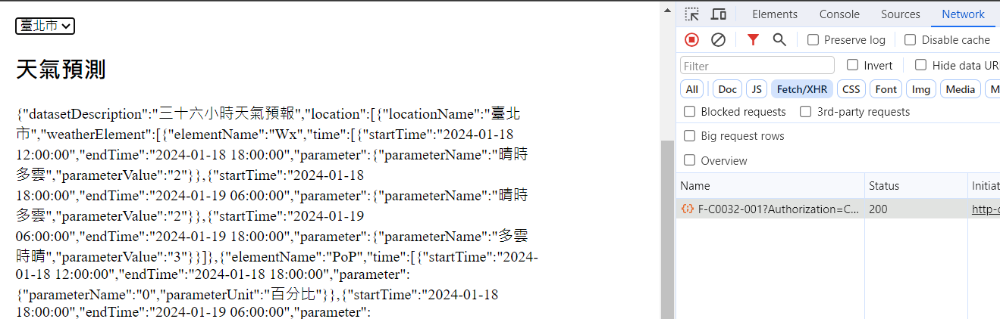 臺北市
天氣預測
{"datasetDescription":"三十六小時天氣預報","location":[{"locationName":"臺北
市","weatherElement":[{"elementName":"Wx","time":[{"startTime":"2024-01-18
12:00:00","endTime":"2024-01-18 18:00:00","parameter":{"parameterName":"晴時
多雲","parameterValue":"2"}},{"startTime":"2024-01-18
18:00:00","endTime":"2024-01-19 06:00:00","parameter":{"parameterName":"晴時
多雲","parameterValue":"2"}},{"startTime":"2024-01-19
06:00:00","endTime":"2024-01-19 18:00:00","parameter":{"parameterName":"多雲
時晴","parameterValue":"3"}}]},{"elementName":"PoP","time":[{"startTime":"2024-
01-18 12:00:00","endTime":"2024-01-18 18:00:00","parameter":
{"parameterName":"0","parameterUnit":"百分比"}},{"startTime":"2024-01-18
18:00:00","endTime":"2024-01-19 06:00:00","parameter":
Elements Console Sources Network
Preserve log Disable cache
Filter Invert Hide data UR
All Doc JS Fetch/XHR CSS Font Img Media M
Blocked requests 3rd-party requests
Big request rows
Overview
Name Status Initiat
F-C0032-001?Authorization=C... 200 http-c